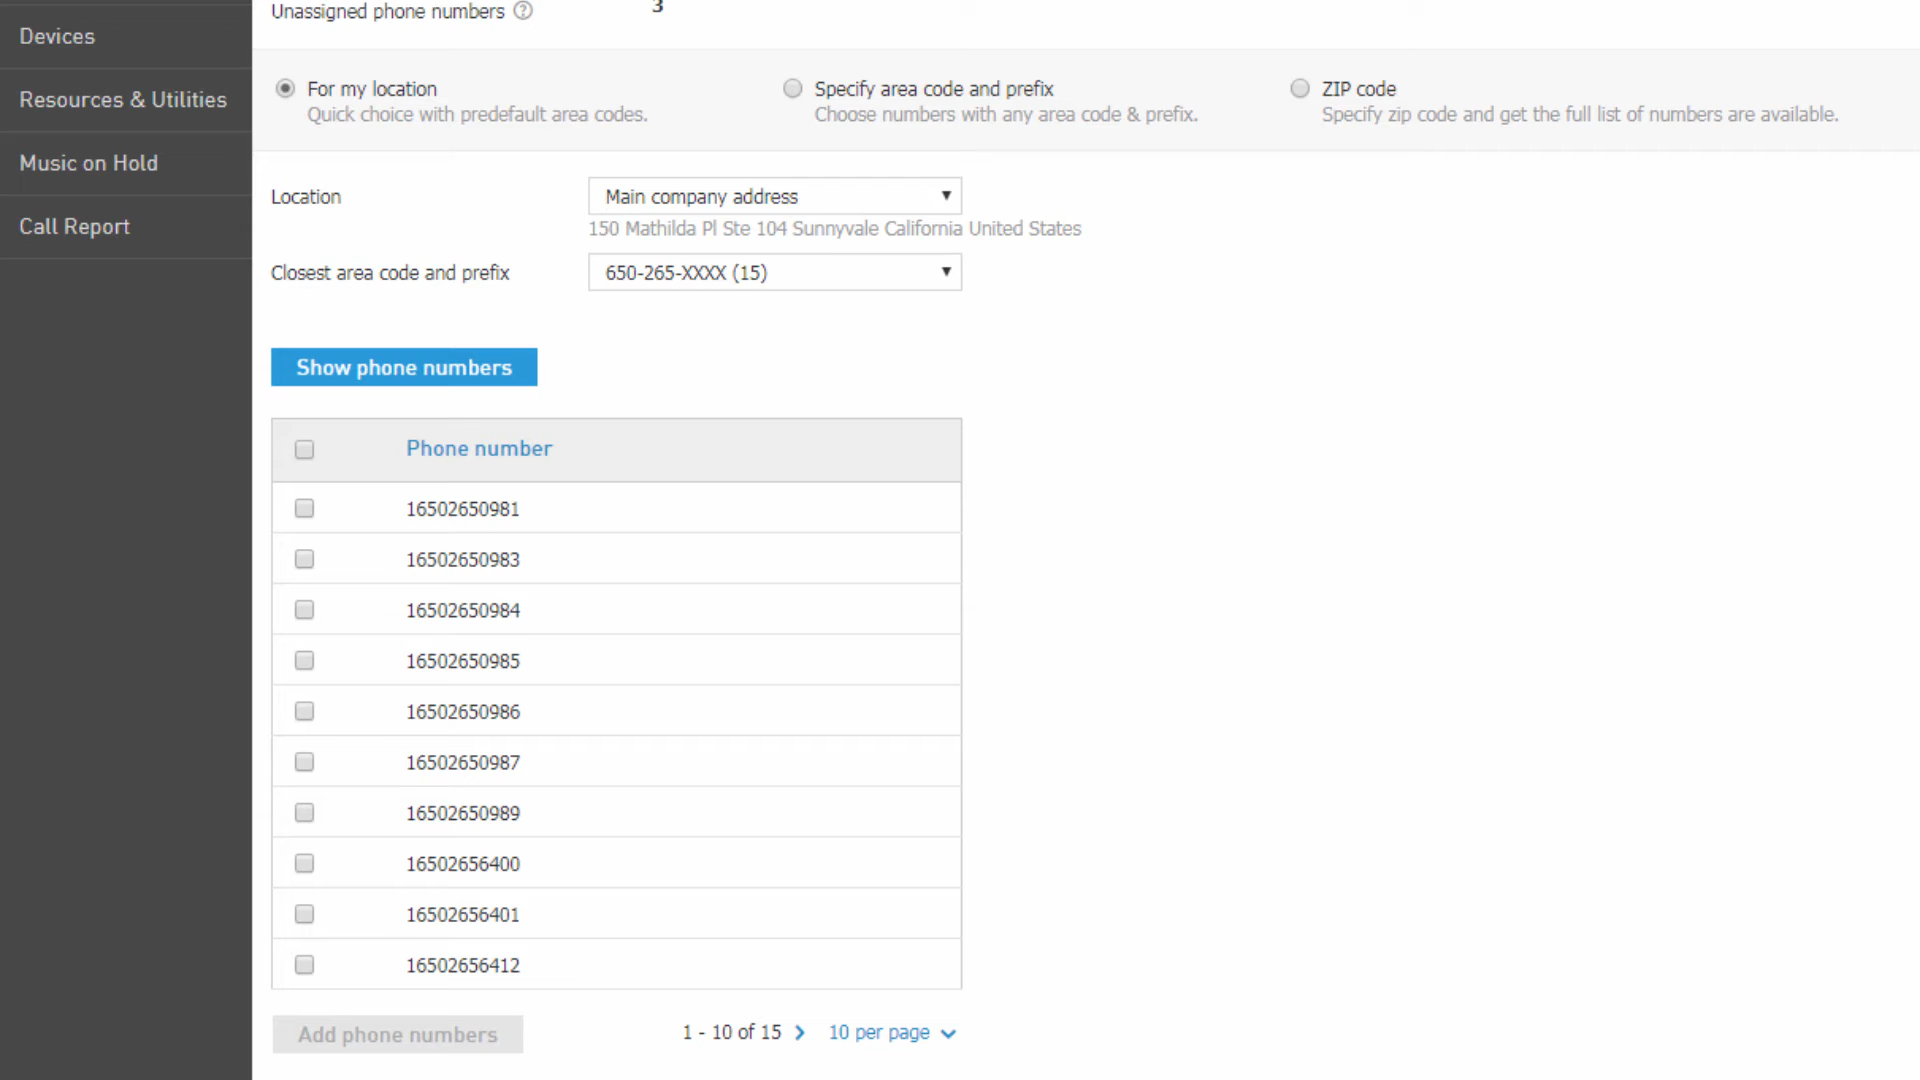 Unassigned phone numbers ? 3
Devices
Resources & Utilities
Music on Hold
Call Report
For my location
Quick choice with predefault area codes.
Specify area code and prefix
Choose numbers with any area code & prefix.
ZIP code
Specify zip code and get the full list of numbers are available.
Location
Main company address
150 Mathilda Pl Ste 104 Sunnyvale California United States
Closest area code and prefix
650-265-XXXX (15)
Show phone numbers
Phone number
16502650981
16502650983
16502650984
16502650985
16502650986
16502650987
16502650989
16502656400
16502656401
16502656412
Add phone numbers
1 - 10 of 15
10 per page